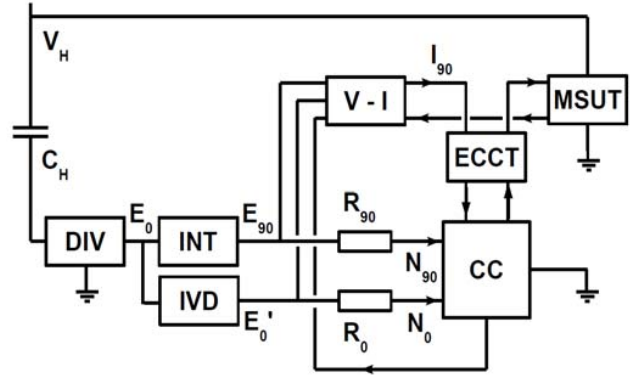 V_H
I_90
V - I
MSUT
C_H
ECCT
E_0
E_90
R_90
DIV
INT
N_90
CC
IVD
E_0'
R_0
N_0